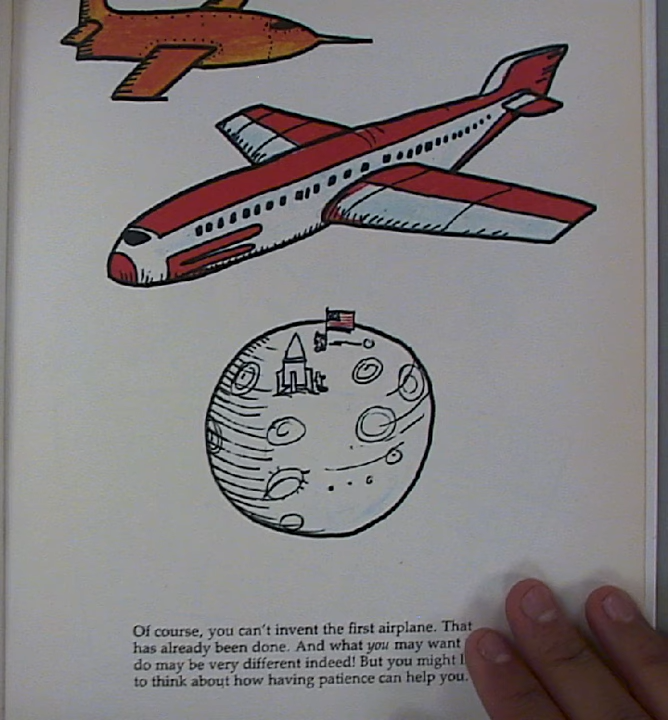 Of course, you can't invent the first airplane. That
has already been done. And what you may want
do may be very different indeed! But you might
to think about how having patience can help you.